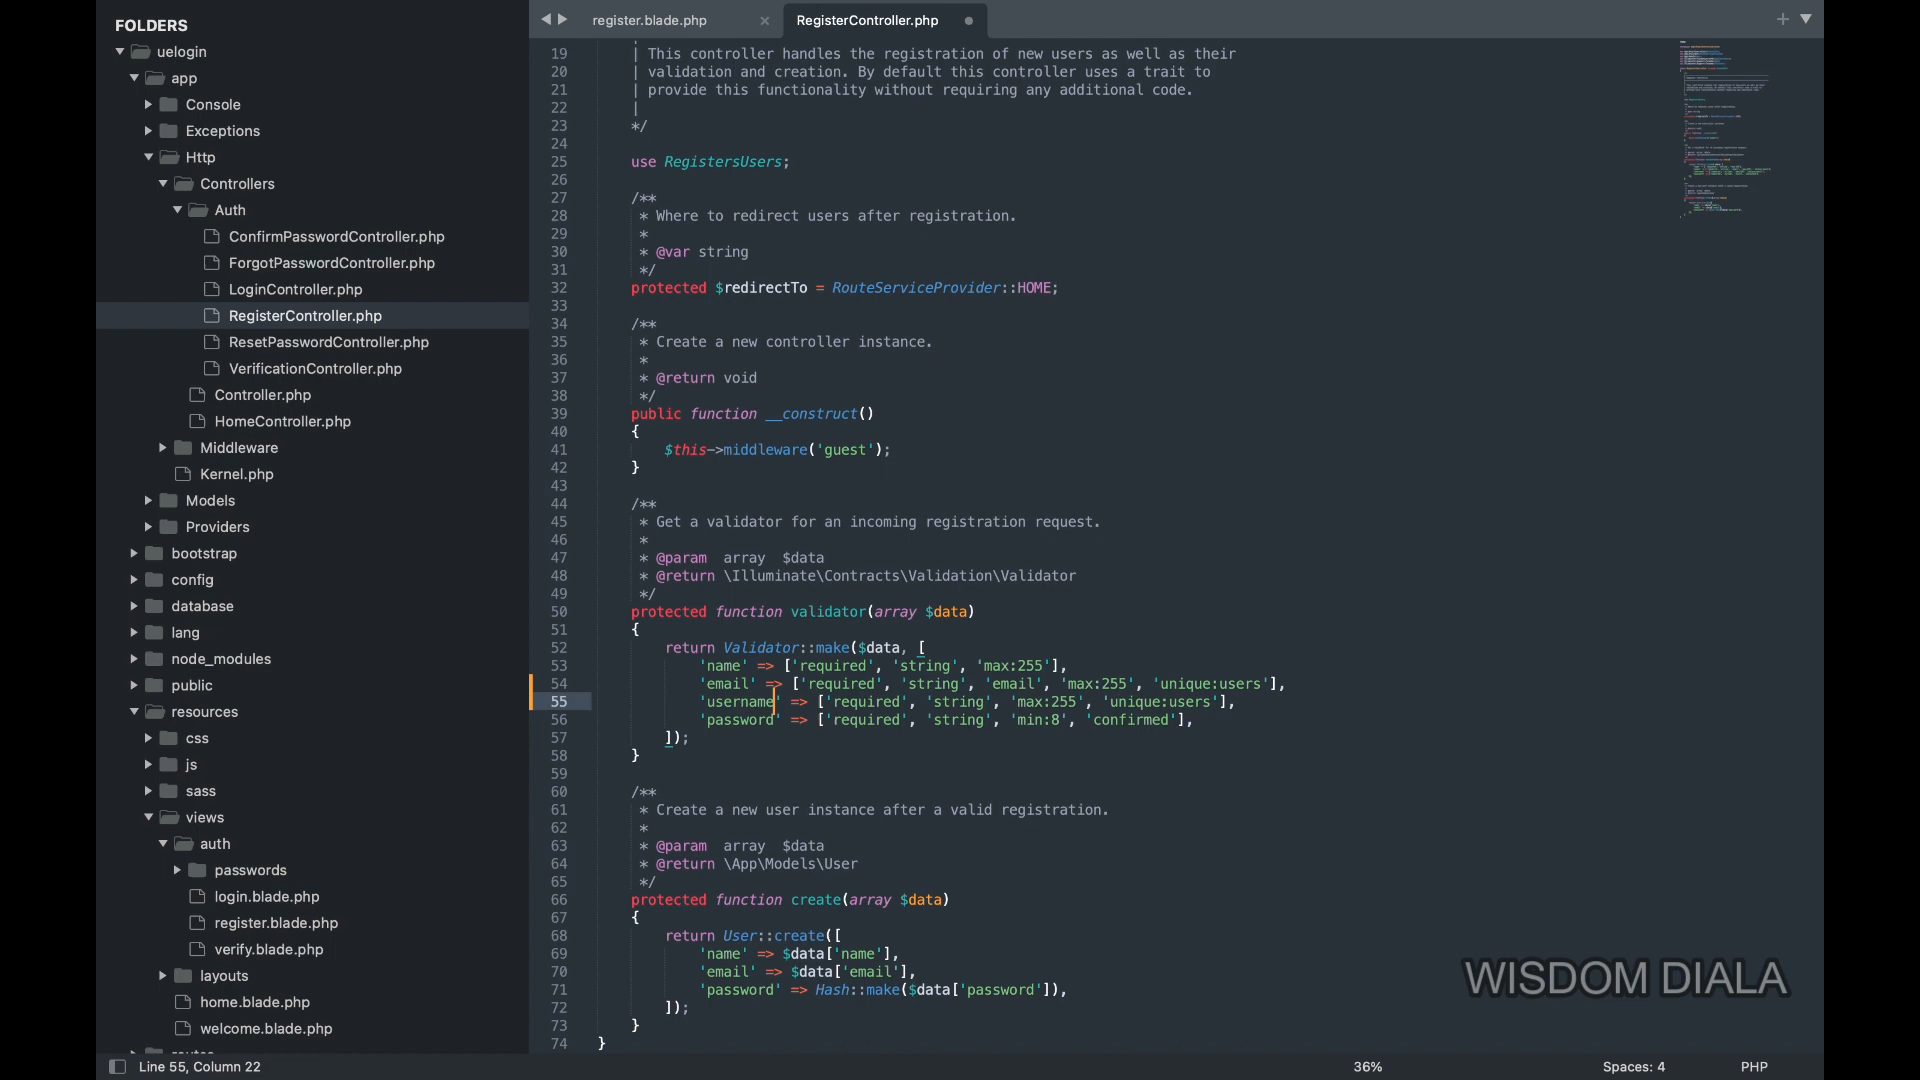 FOLDERS
uelogin
app
Console
Exceptions
Http
Controllers
Auth
ConfirmPasswordController.php
ForgotPasswordController.php
LoginController.php
RegisterController.php
ResetPasswordController.php
VerificationController.php
Controller.php
HomeController.php
Middleware
Kernel.php
Models
Providers
bootstrap
config
database
lang
node_modules
public
resources
css
js
sass
views
auth
passwords
login.blade.php
register.blade.php
verify.blade.php
layouts
home.blade.php
welcome.blade.php
register.blade.php × RegisterController.php
19 | This controller handles the registration of new users as well as their
20 | validation and creation. By default this controller uses a trait to
21 | provide this functionality without requiring any additional code.
22 |
23 */
24
25 use RegistersUsers;
26
27 /**
28 * Where to redirect users after registration.
29 *
30 * @var string
31 */
32 protected $redirectTo = RouteServiceProvider::HOME;
33
34 /**
35 * Create a new controller instance.
36 *
37 * @return void
38 */
39 public function __construct()
40 {
41 $this->middleware('guest');
42 }
43
44 /**
45 * Get a validator for an incoming registration request.
46 *
47 * @param  array  $data
48 * @return \Illuminate\Contracts\Validation\Validator
49 */
50 protected function validator(array $data)
51 {
52 return Validator::make($data, [
53 'name' => ['required', 'string', 'max:255'],
54 'email' => ['required', 'string', 'email', 'max:255', 'unique:users'],
55 'username' => ['required', 'string', 'max:255', 'unique:users'],
56 'password' => ['required', 'string', 'min:8', 'confirmed'],
57 ]);
58 }
59
60 /**
61 * Create a new user instance after a valid registration.
62 *
63 * @param  array  $data
64 * @return \App\Models\User
65 */
66 protected function create(array $data)
67 {
68 return User::create([
69 'name' => $data['name'],
70 'email' => $data['email'],
71 'password' => Hash::make($data['password']),
72 ]);
73 }
74 }
WISDOM DIALA
Line 55, Column 22
36%
Spaces: 4
PHP